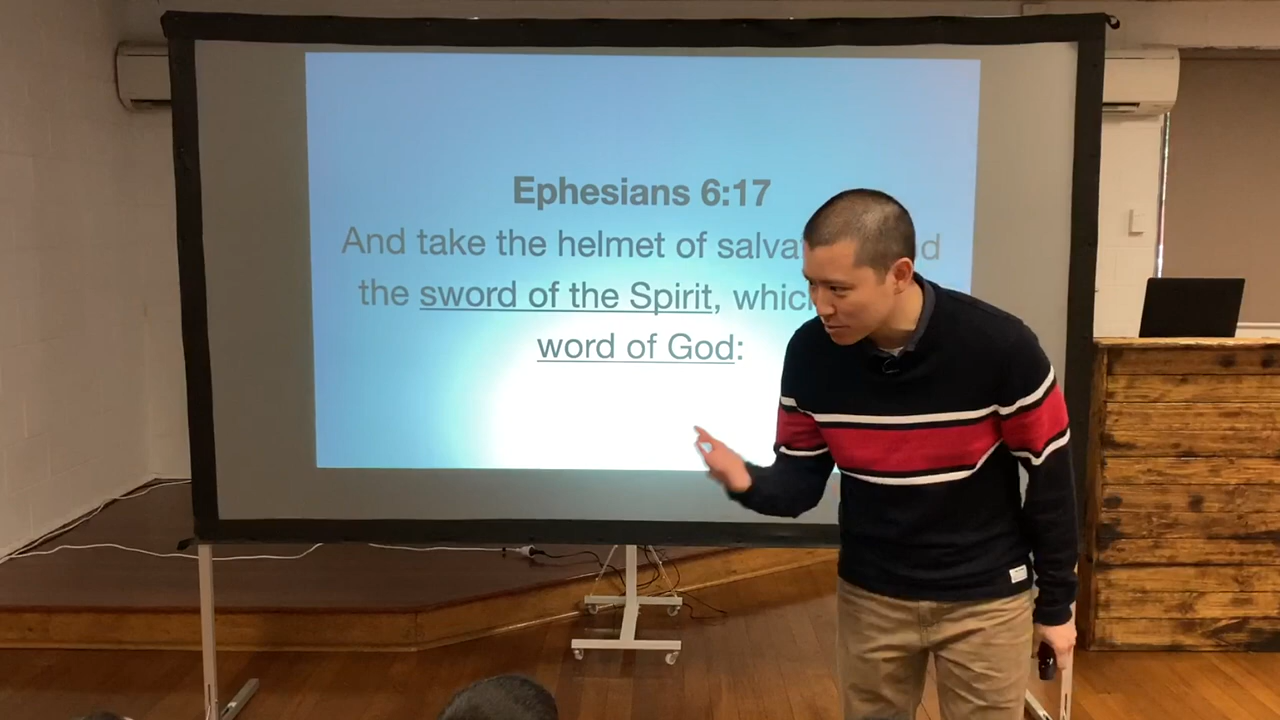 Ephesians 6:17
And take the helmet of salva d
the sword of the Spirit, whic
word of God: